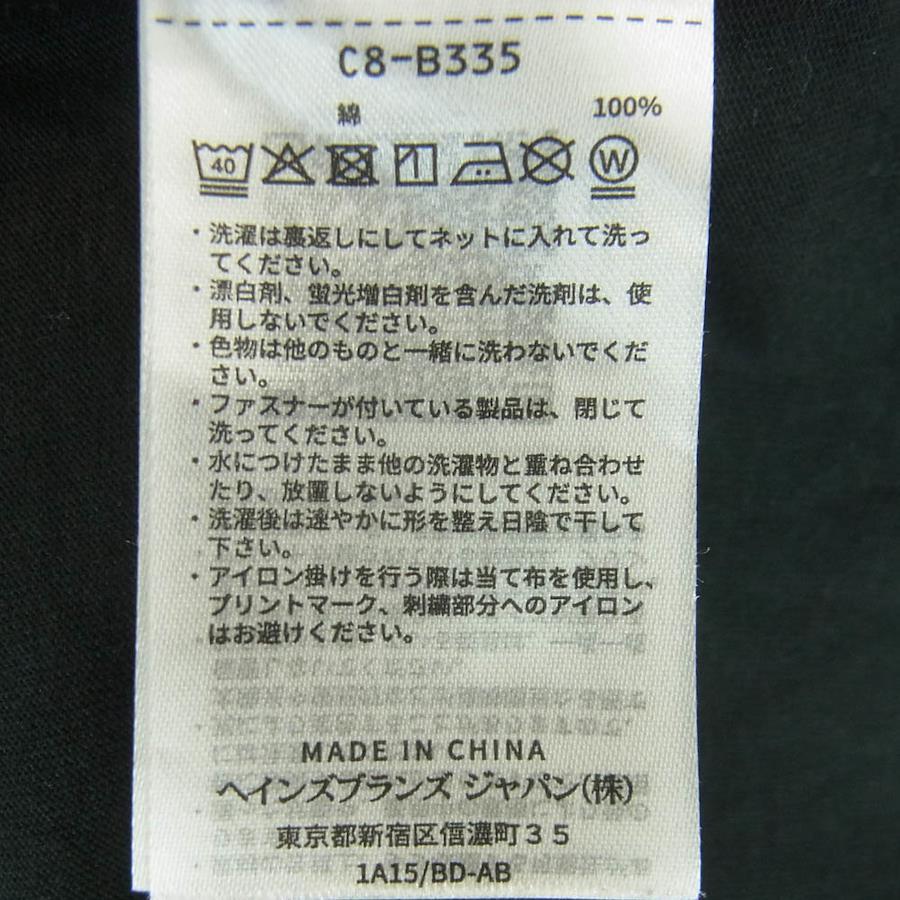 C8-B335
綿 100%
40 W
・洗濯は裏返しにしてネットに入れて洗っ
てください。
・漂白剤、蛍光増白剤を含んだ洗剤は、使
用しないでください。
・色物は他のものと一緒に洗わないでくだ
さい。
・ファスナーが付いている製品は、閉じて
洗ってください。
・水につけたまま他の洗濯物と重ね合わせ
たり、放置しないようにしてください。
・洗濯後は速やかに形を整え日陰で干して
下さい。
・アイロン掛けを行う際は当て布を使用し、
プリントマーク、刺繍部分へのアイロン
はお避けください。
MADE IN CHINA
ヘインズブランズ ジャパン(株)
東京都新宿区信濃町35
1A15/BD-AB